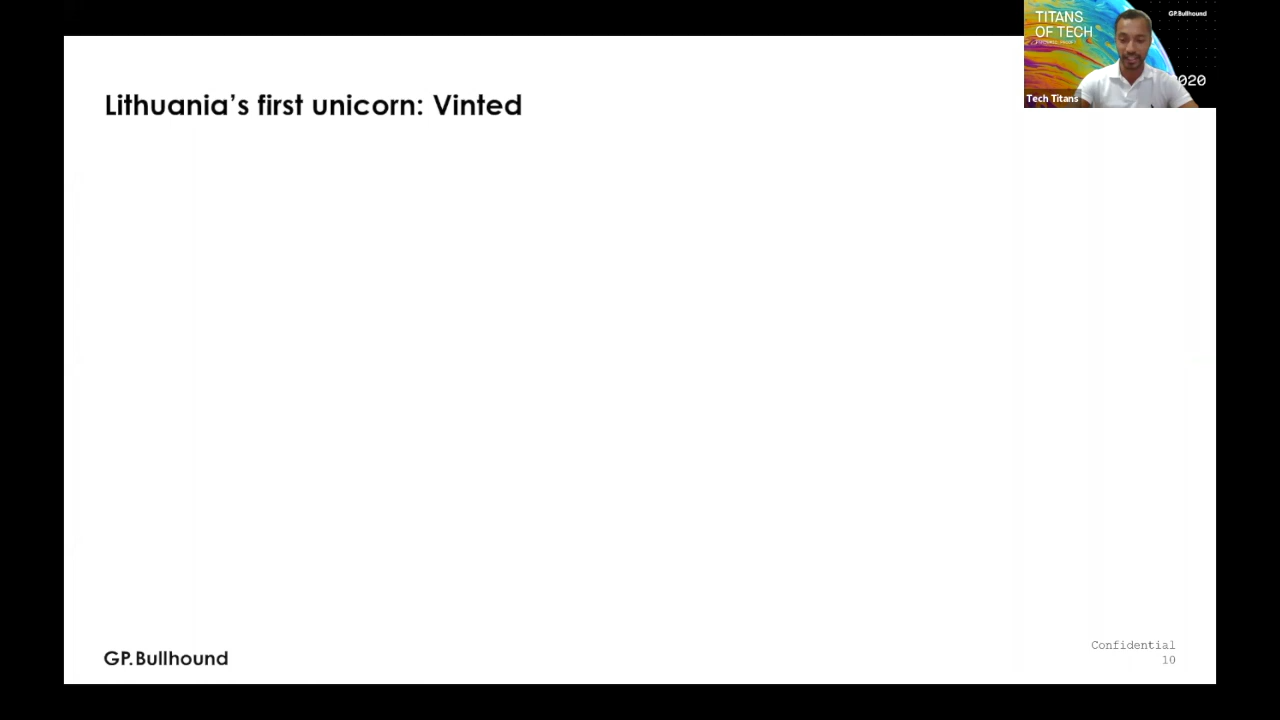 TITANS
OF TECH
GP.Bullhound
020
Tech Titans
Lithuania’s first unicorn: Vinted
GP.Bullhound
Confidential
10